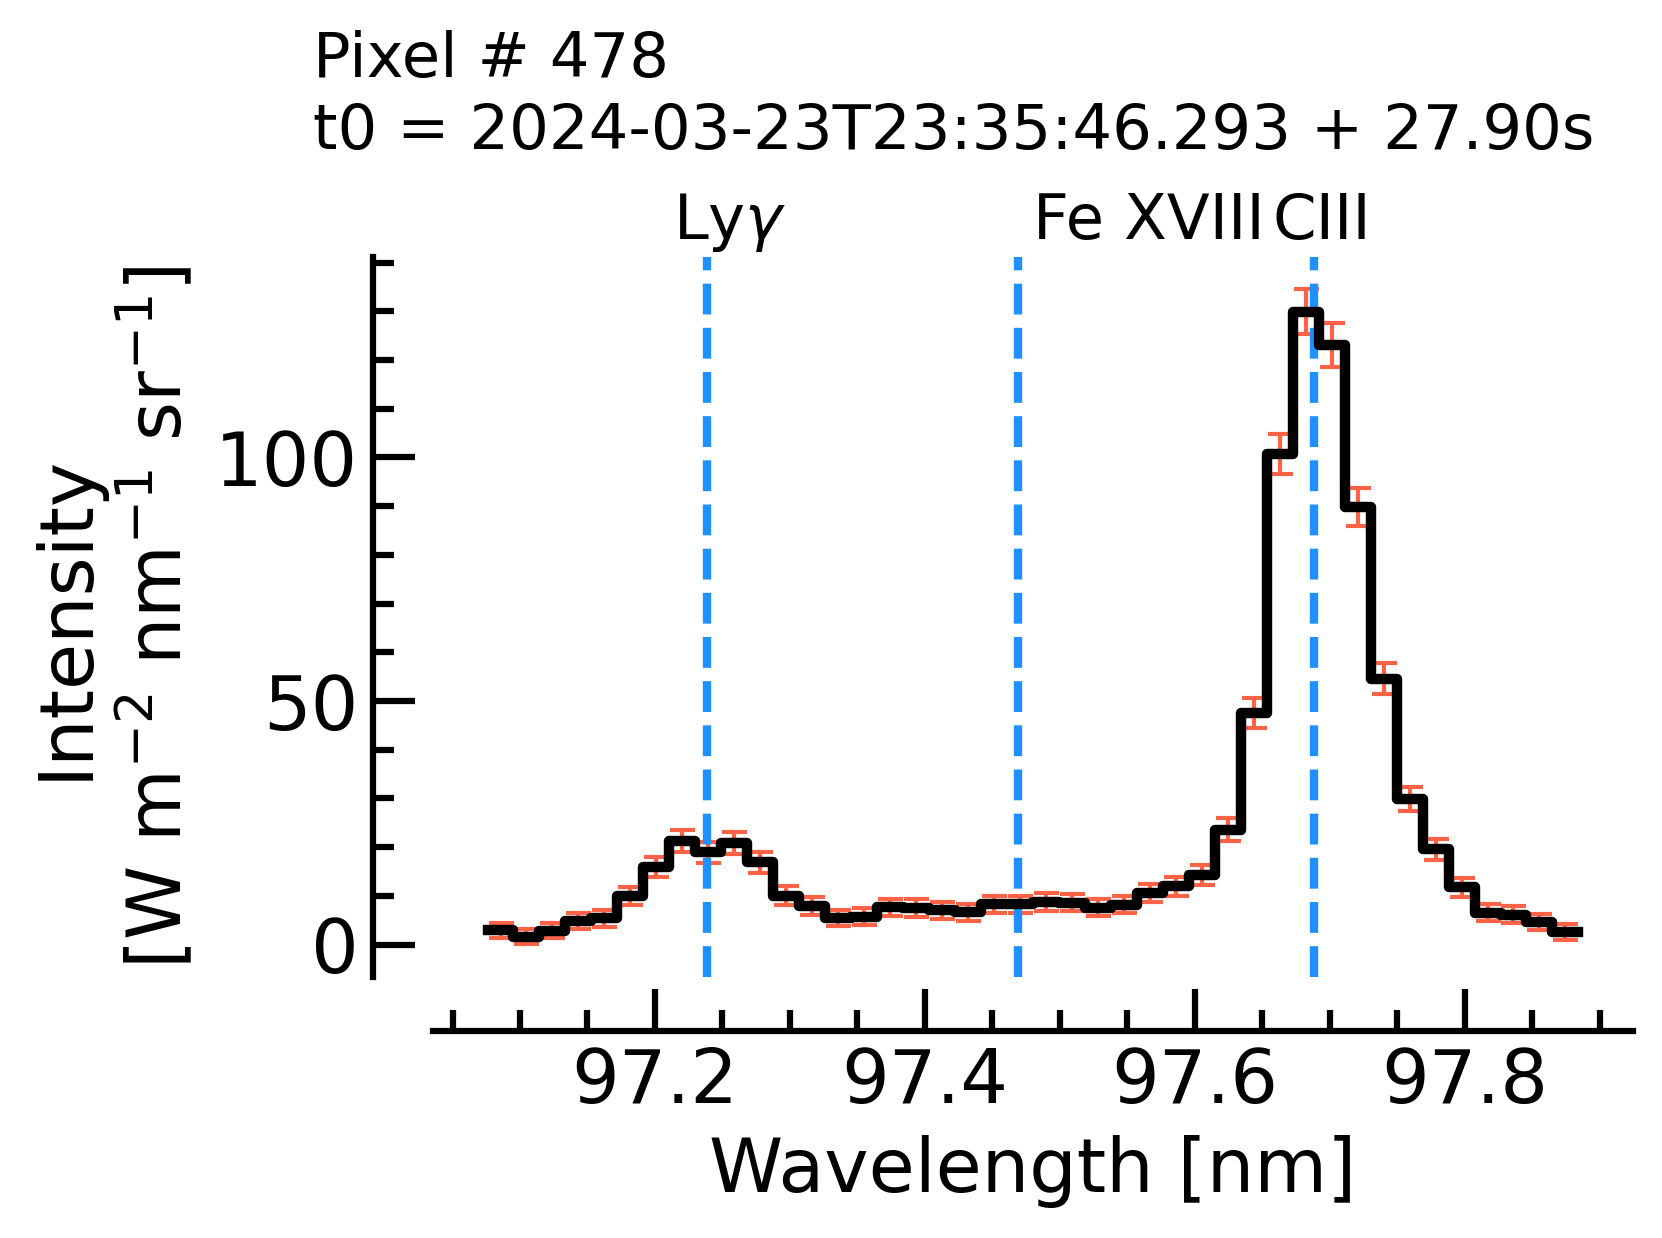 Pixel # 478
t0 = 2024-03-23T23:35:46.293 + 27.90s
Lyγ Fe XVIII CIII
Intensity
[W m⁻² nm⁻¹ sr⁻¹]
100
50
0
97.2 97.4 97.6 97.8
Wavelength [nm]